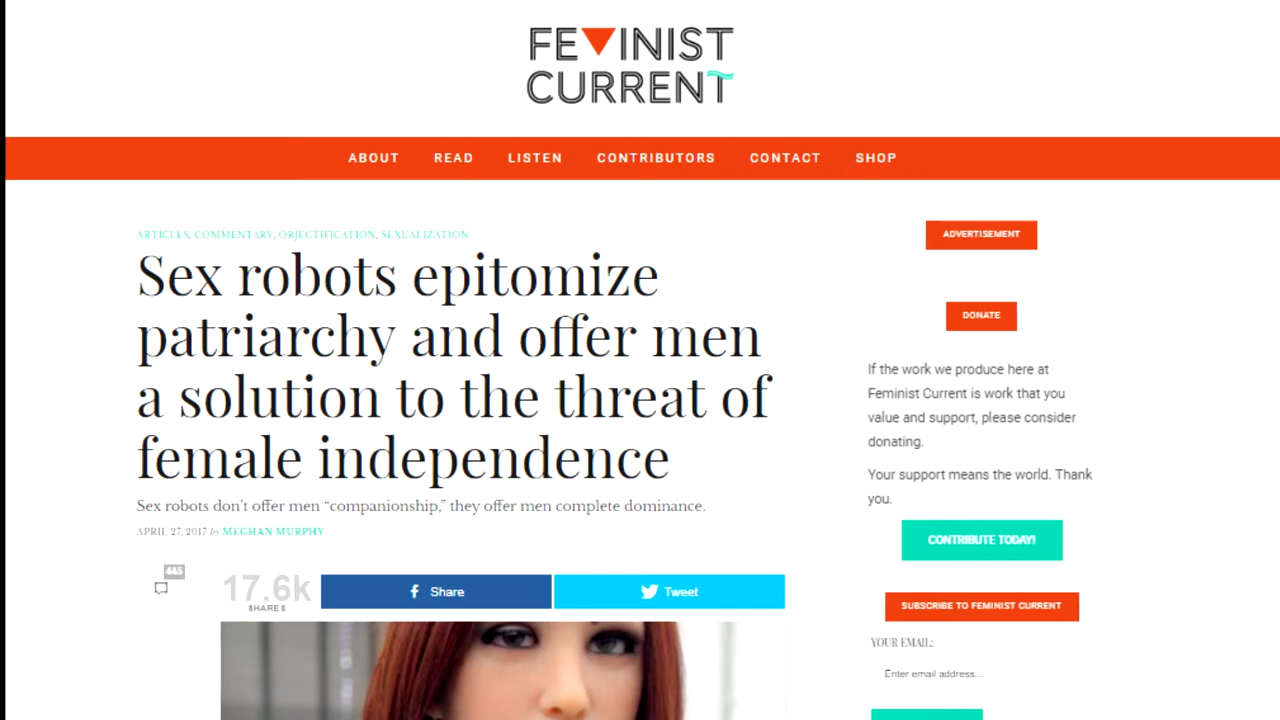 FEMINIST
CURRENT
ABOUT READ LISTEN CONTRIBUTORS CONTACT SHOP
ARTICLES, COMMENTARY, OBJECTIFICATION, SEXUALIZATION
Sex robots epitomize
patriarchy and offer men
a solution to the threat of
female independence
Sex robots don’t offer men “companionship,” they offer men complete dominance.
APRIL 27, 2017 by MEGHAN MURPHY
445
17.6k
SHARES
Share
Tweet
ADVERTISEMENT
DONATE
If the work we produce here at
Feminist Current is work that you
value and support, please consider
donating.
Your support means the world. Thank
you.
CONTRIBUTE TODAY!
SUBSCRIBE TO FEMINIST CURRENT
YOUR EMAIL:
Enter email address...